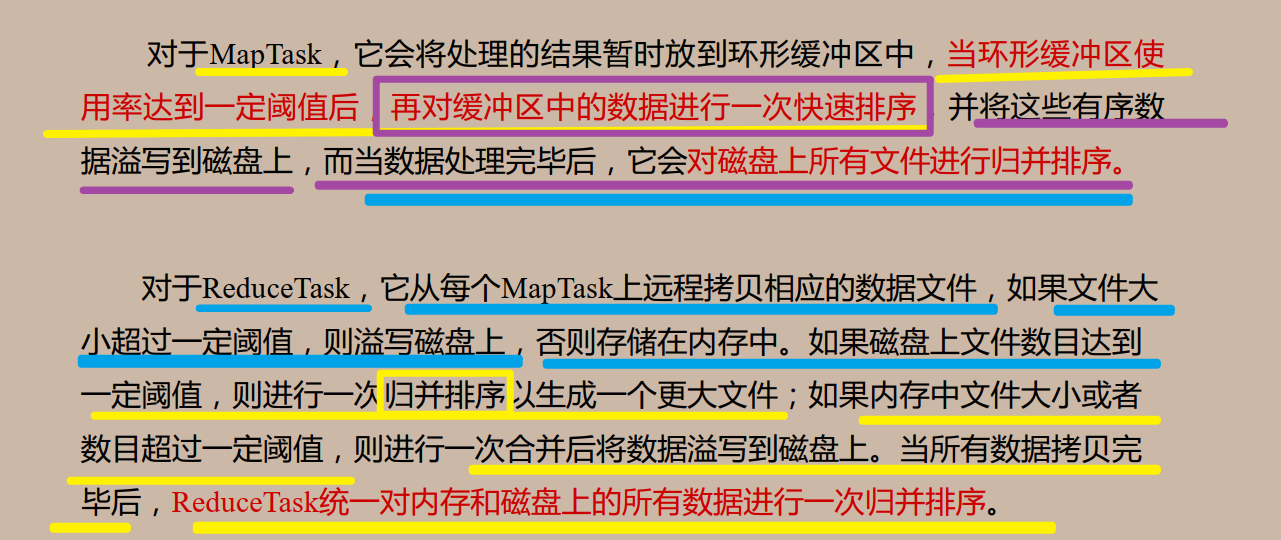 对于MapTask，它会将处理的结果暂时放到环形缓冲区中，当环形缓冲区使
用率达到一定阈值后，再对缓冲区中的数据进行一次快速排序，并将这些有序数
据溢写到磁盘上，而当数据处理完毕后，它会对磁盘上所有文件进行归并排序。
对于ReduceTask，它从每个MapTask上远程拷贝相应的数据文件，如果文件大
小超过一定阈值，则溢写磁盘上，否则存储在内存中。如果磁盘上文件数目达到
一定阈值，则进行一次归并排序以生成一个更大文件；如果内存中文件大小或者
数目超过一定阈值，则进行一次合并后将数据溢写到磁盘上。当所有数据拷贝完
毕后，ReduceTask统一对内存和磁盘上的所有数据进行一次归并排序。